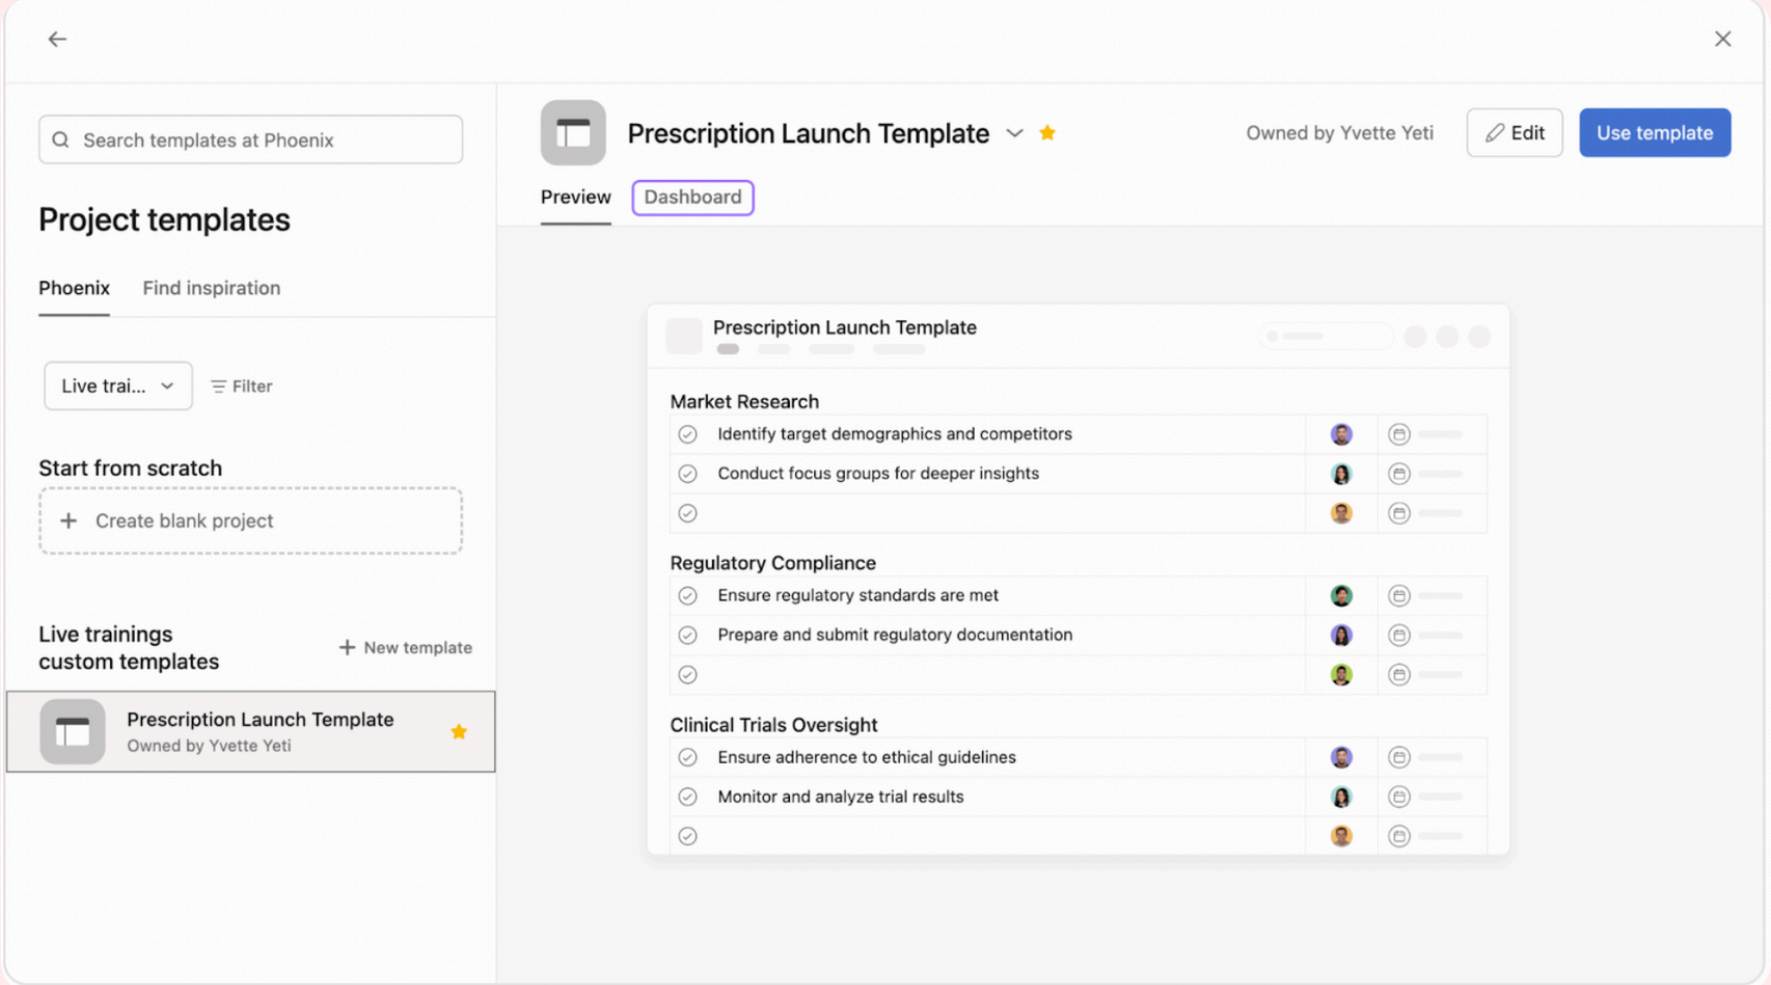 Search templates at Phoenix
Project templates
Phoenix
Find inspiration
Live trai...
Filter
Start from scratch
Create blank project
Live trainings
custom templates
New template
Prescription Launch Template
Owned by Yvette Yeti
Prescription Launch Template
Owned by Yvette Yeti
Edit
Use template
Preview
Dashboard
Prescription Launch Template
Market Research
Identify target demographics and competitors
Conduct focus groups for deeper insights
Regulatory Compliance
Ensure regulatory standards are met
Prepare and submit regulatory documentation
Clinical Trials Oversight
Ensure adherence to ethical guidelines
Monitor and analyze trial results